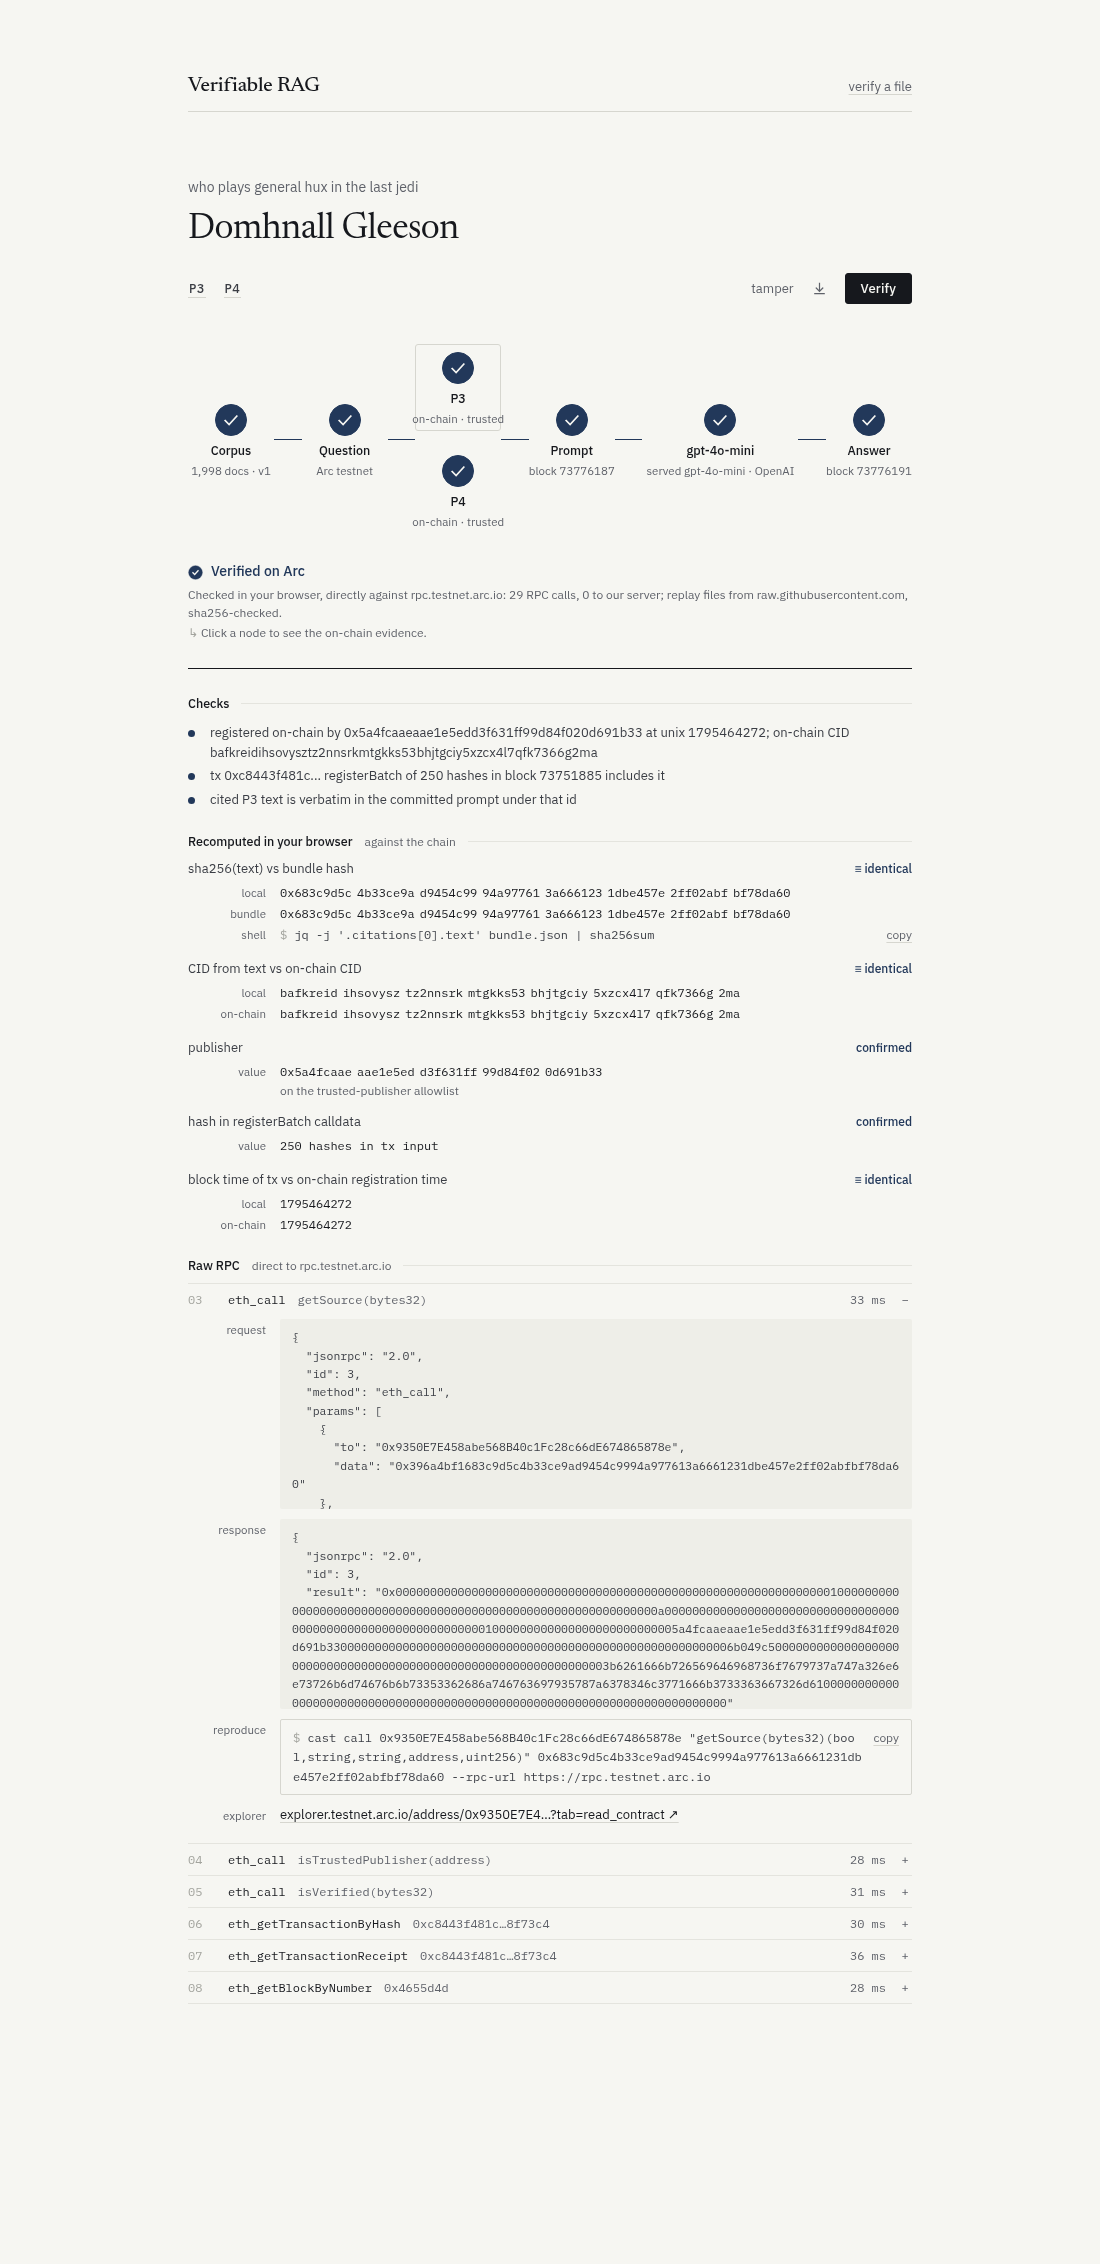 Verifiable RAG
verify a file
who plays general hux in the last jedi
Domhnall Gleeson
P3 P4
tamper
Verify
P3
on-chain · trusted
Corpus
1,998 docs · v1
Question
Arc testnet
P4
on-chain · trusted
Prompt
block 73776187
gpt-4o-mini
served gpt-4o-mini · OpenAI
Answer
block 73776191
Verified on Arc
Checked in your browser, directly against rpc.testnet.arc.io: 29 RPC calls, 0 to our server; replay files from raw.githubusercontent.com,
sha256-checked.
↳ Click a node to see the on-chain evidence.
Checks
registered on-chain by 0x5a4fcaaeaae1e5edd3f631ff99d84f020d691b33 at unix 1795464272; on-chain CID
bafkreidihsovysztz2nnsrkmtgkks53bhjtgciy5xzcx4l7qfk7366g2ma
tx 0xc8443f481c… registerBatch of 250 hashes in block 73751885 includes it
cited P3 text is verbatim in the committed prompt under that id
Recomputed in your browser against the chain
sha256(text) vs bundle hash ≡ identical
local 0x683c9d5c 4b33ce9a d9454c99 94a97761 3a666123 1dbe457e 2ff02abf bf78da60
bundle 0x683c9d5c 4b33ce9a d9454c99 94a97761 3a666123 1dbe457e 2ff02abf bf78da60
shell $ jq -j '.citations[0].text' bundle.json | sha256sum copy
CID from text vs on-chain CID ≡ identical
local bafkreid ihsovysz tz2nnsrk mtgkks53 bhjtgciy 5xzcx4l7 qfk7366g 2ma
on-chain bafkreid ihsovysz tz2nnsrk mtgkks53 bhjtgciy 5xzcx4l7 qfk7366g 2ma
publisher confirmed
value 0x5a4fcaae aae1e5ed d3f631ff 99d84f02 0d691b33
on the trusted-publisher allowlist
hash in registerBatch calldata confirmed
value 250 hashes in tx input
block time of tx vs on-chain registration time ≡ identical
local 1795464272
on-chain 1795464272
Raw RPC direct to rpc.testnet.arc.io
03 eth_call getSource(bytes32) 33 ms −
request
{
"jsonrpc": "2.0",
"id": 3,
"method": "eth_call",
"params": [
{
"to": "0x9350E7E458abe568B40c1Fc28c66dE674865878e",
"data": "0x396a4bf1683c9d5c4b33ce9ad9454c9994a977613a6661231dbe457e2ff02abfbf78da6
0"
},
response
{
"jsonrpc": "2.0",
"id": 3,
reproduce
$ cast call 0x9350E7E458abe568B40c1Fc28c66dE674865878e "getSource(bytes32)(boo
l,string,string,address,uint256)" 0x683c9d5c4b33ce9ad9454c9994a977613a6661231db
e457e2ff02abfbf78da60 --rpc-url https://rpc.testnet.arc.io
copy
explorer explorer.testnet.arc.io/address/0x9350E7E4…?tab=read_contract ↗
04 eth_call isTrustedPublisher(address) 28 ms +
05 eth_call isVerified(bytes32) 31 ms +
06 eth_getTransactionByHash 0xc8443f481c…8f73c4 30 ms +
07 eth_getTransactionReceipt 0xc8443f481c…8f73c4 36 ms +
08 eth_getBlockByNumber 0x4655d4d 28 ms +